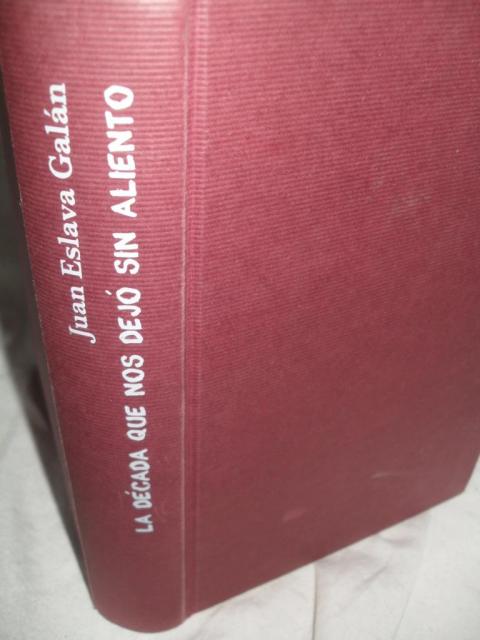 Juan Eslava Galán
LA DÉCADA QUE NOS DEJÓ SIN ALIENTO